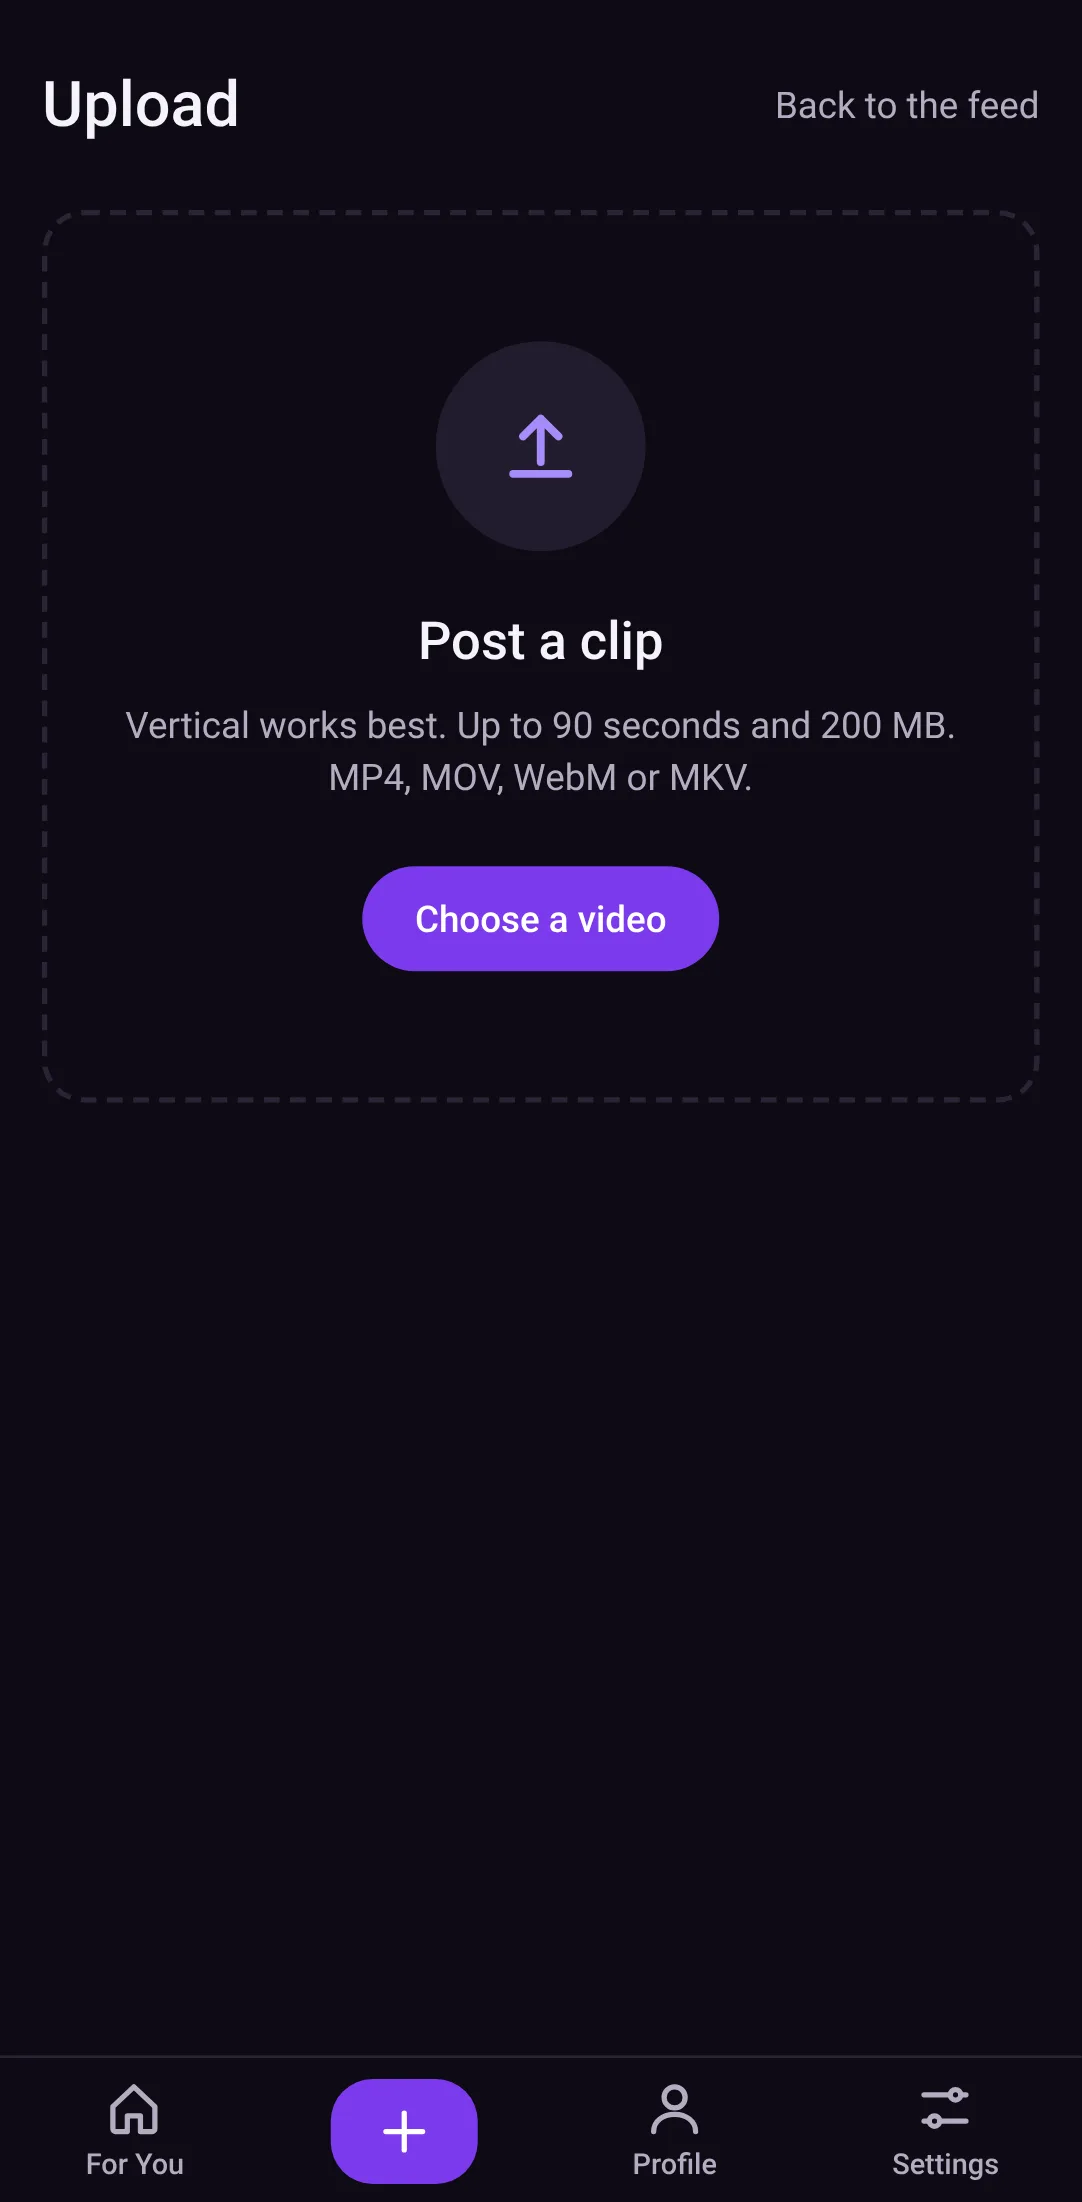 Upload
Back to the feed
Post a clip
Vertical works best. Up to 90 seconds and 200 MB.
MP4, MOV, WebM or MKV.
Choose a video
For You
Profile
Settings